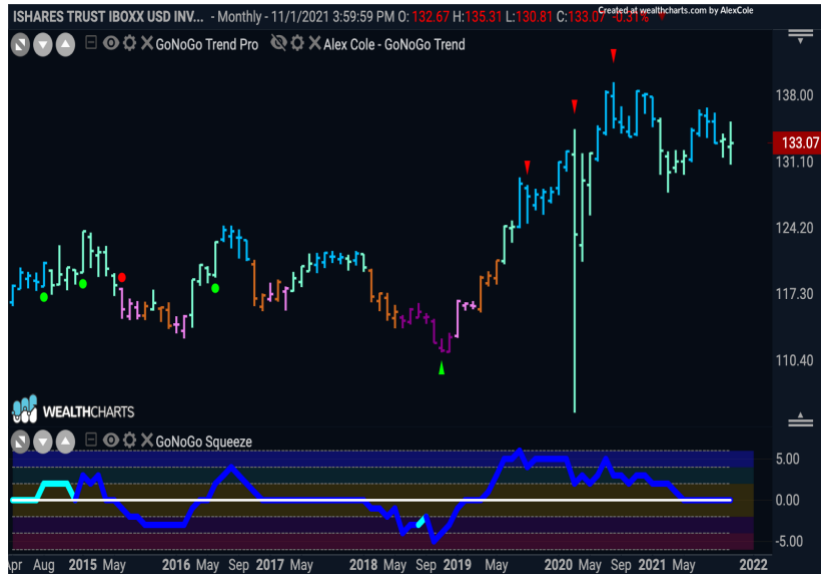 Created at wealthcharts.com by AlexCole
ISHARES TRUST IBOXX USD INV... - Monthly - 11/1/2021 3:59:59 PM O: 132.67 H:135.31 L:130.81 C:133.07 -0.31%
GoNoGo Trend Pro Alex Cole - GoNoGo Trend
138.00
133.07
131.10
124.20
117.30
110.40
WEALTHCHARTS
GoNoGo Squeeze
5.00
0.00
-5.00
Apr Aug 2015 May 2016 May Sep 2017 May 2018 May Sep 2019 May 2020 May Sep 2021 May 2022